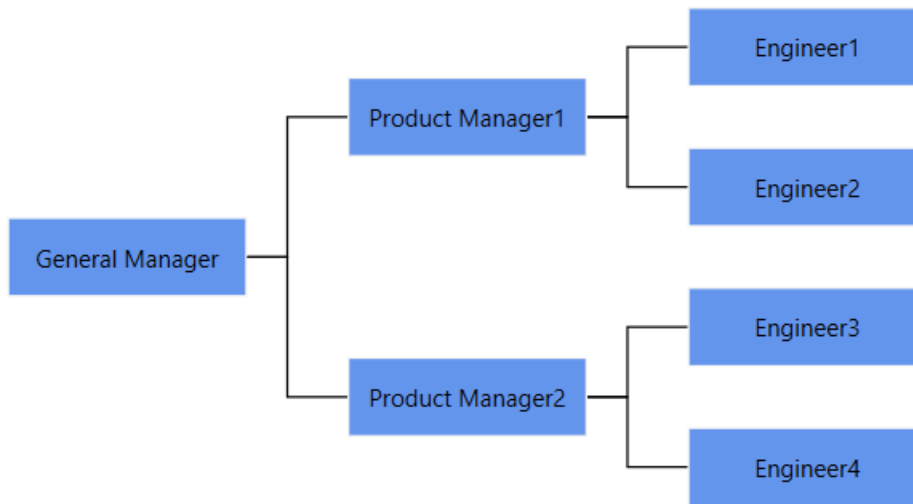 Engineer1
Product Manager1
Engineer2
General Manager
Engineer3
Product Manager2
Engineer4